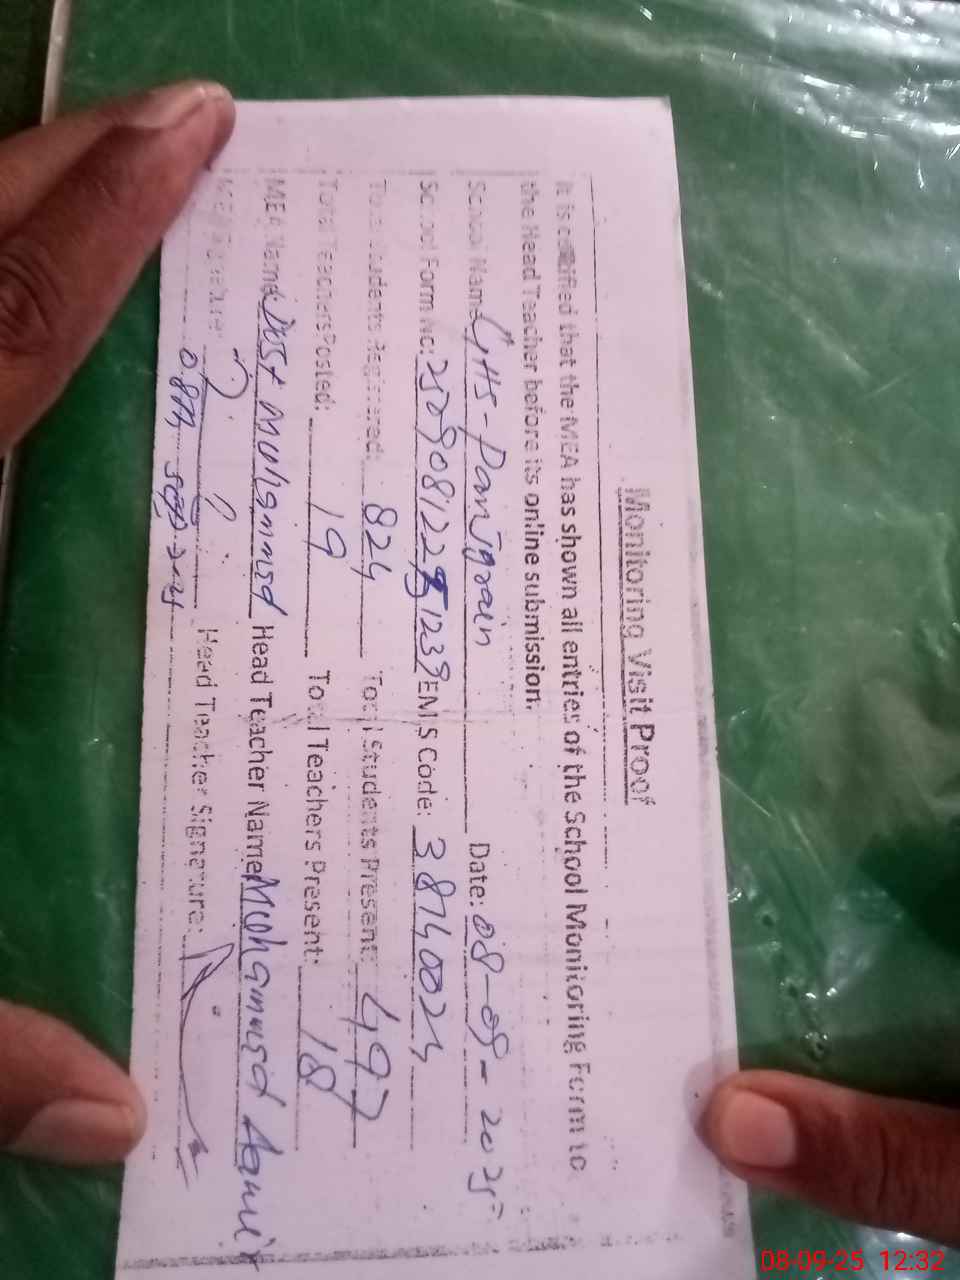 Monitoring Visit Proof
It is certified that the MEA has shown all entries of the School Monitoring Form to
the Head Teacher before its online submission.
School Name: GHS-Panjgrain Date: 08-09-2025
School Form No: EMIS Code: 38740024
Total Students Registered: 824 Total Students Present: 497
Total Teachers Posted: 19 Total Teachers Present: 18
MEA Name: Dost Muhammad Head Teacher Name: Muhammad
MEA Signature: Head Teacher Signature:
08-09-25 12:32